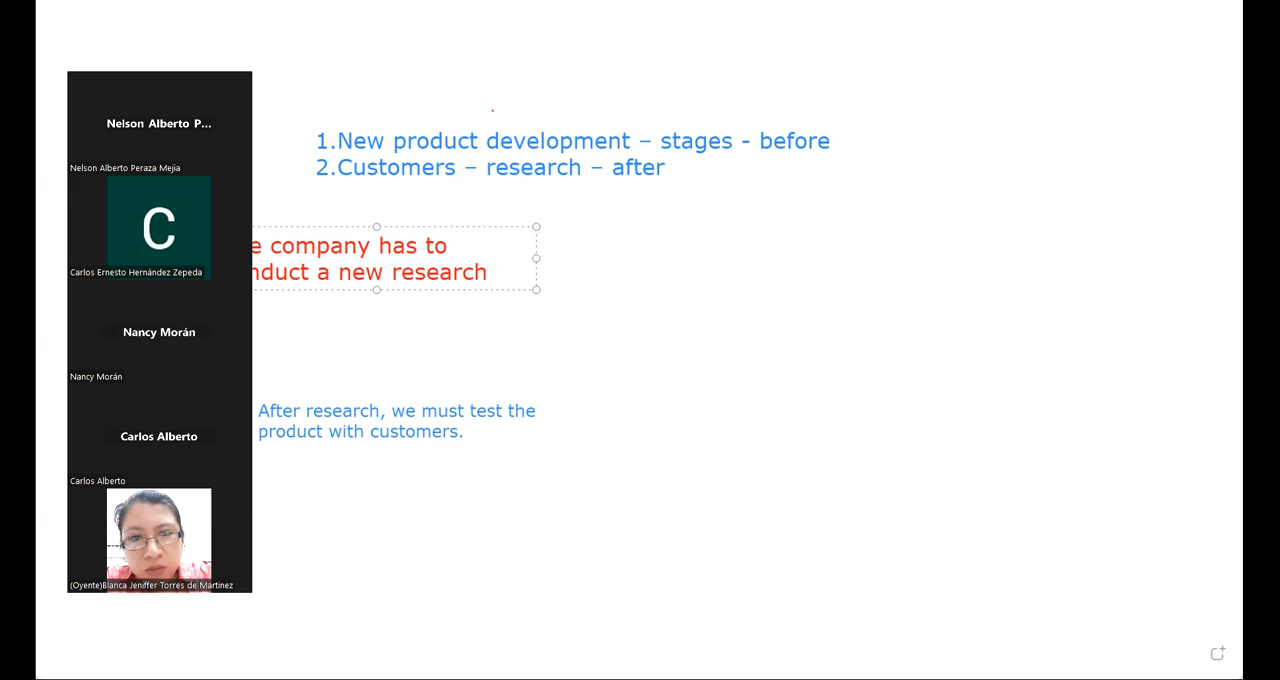 Nelson Alberto P...
Nelson Alberto Peraza Mejia
C
Carlos Ernesto Hernández Zepeda
Nancy Morán
Nancy Morán
Carlos Alberto
Carlos Alberto
(Oyente)Blanca Jeniffer Torres de Martinez
1.New product development – stages - before
2.Customers – research – after
e company has to
nduct a new research
After research, we must test the
product with customers.